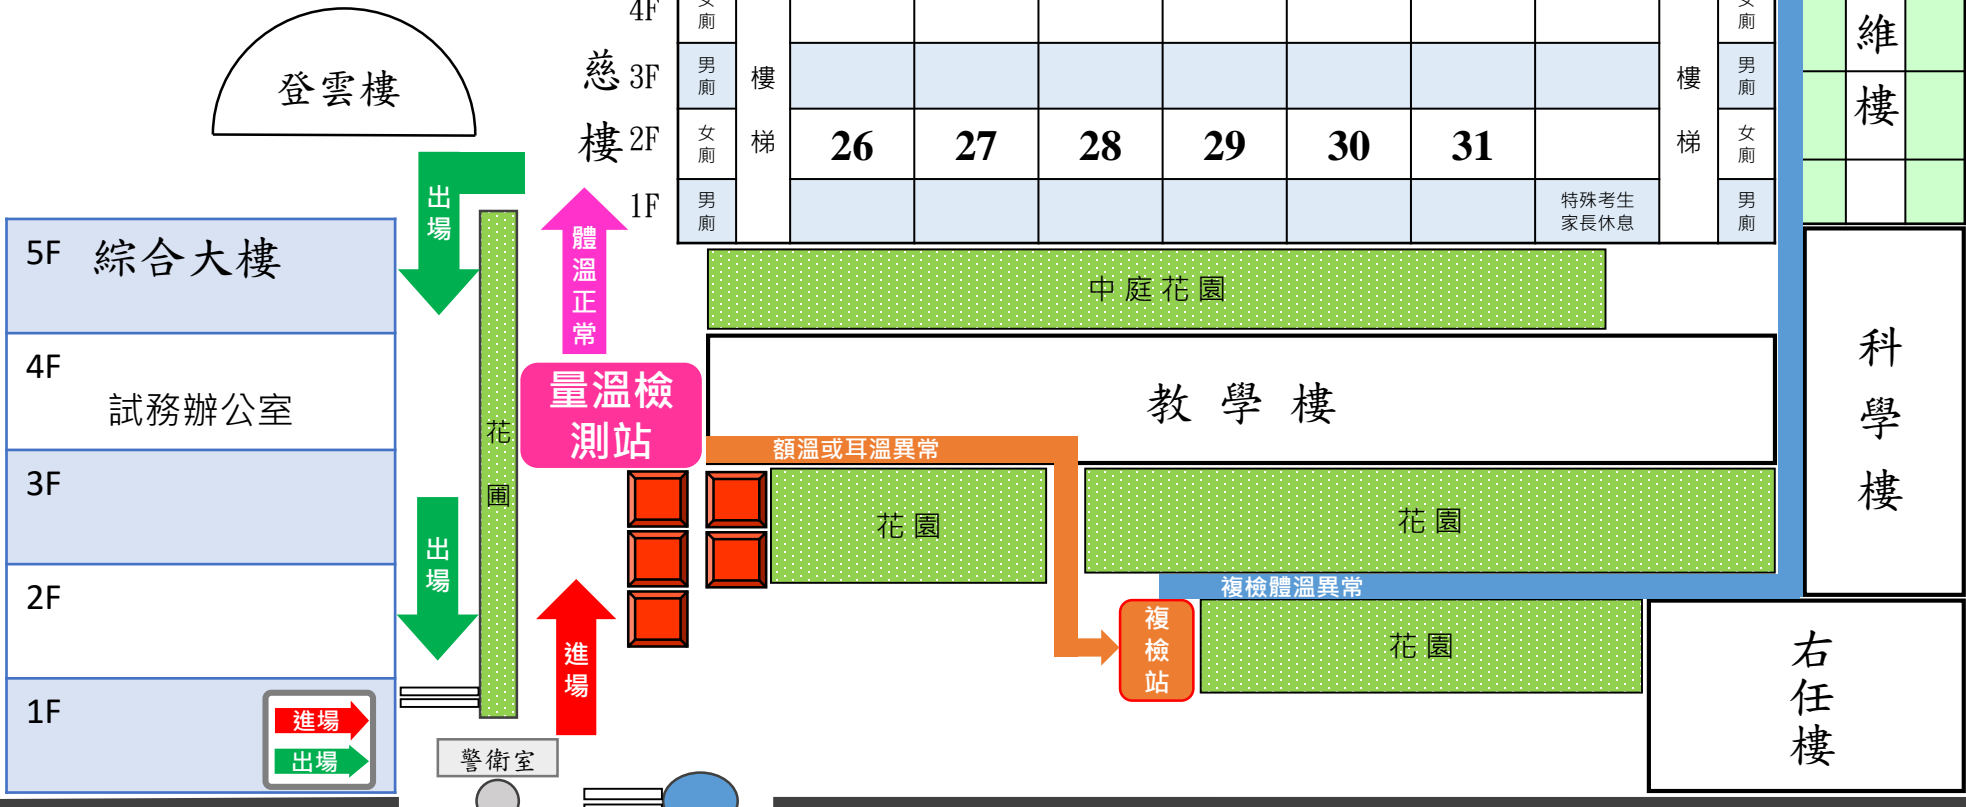 4F
女廁
女廁
維樓
登雲樓
慈樓
3F
男廁
樓梯
樓梯
男廁
2F
女廁
26
27
28
29
30
31
女廁
1F
男廁
特殊考生
家長休息
男廁
出場
體溫正常
5F
綜合大樓
中庭花園
4F
試務辦公室
量溫檢
測站
教學樓
科學樓
額溫或耳溫異常
花圃
3F
花園
花園
出場
2F
進場
複檢體溫異常
複檢站
花園
右任樓
1F
進場
出場
警衛室